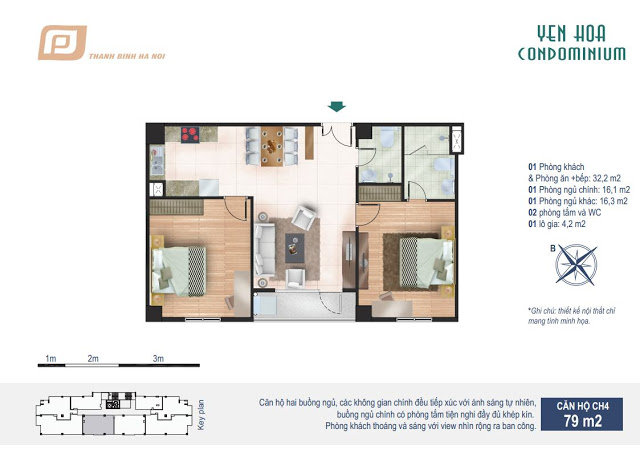 THANH BINH HA NOI
YEN HOA
CONDOMINIUM
01 Phòng khách
& Phòng ăn +bếp: 32,2 m2
01 Phòng ngủ chính: 16,1 m2
01 Phòng ngủ khác: 16,3 m2
02 phòng tắm và WC
01 lô gia: 4,2 m2
B
*Ghi chú: thiết kế nội thất chỉ
mang tính minh họa.
1m 2m 3m
Key plan
Căn hộ hai buồng ngủ, các không gian chính đều tiếp xúc với ánh sáng tự nhiên,
buồng ngủ chính có phòng tắm tiện nghi đầy đủ khép kín.
Phòng khách thoáng và sáng với view nhìn rộng ra ban công.
CĂN HỘ CH4
79 m2